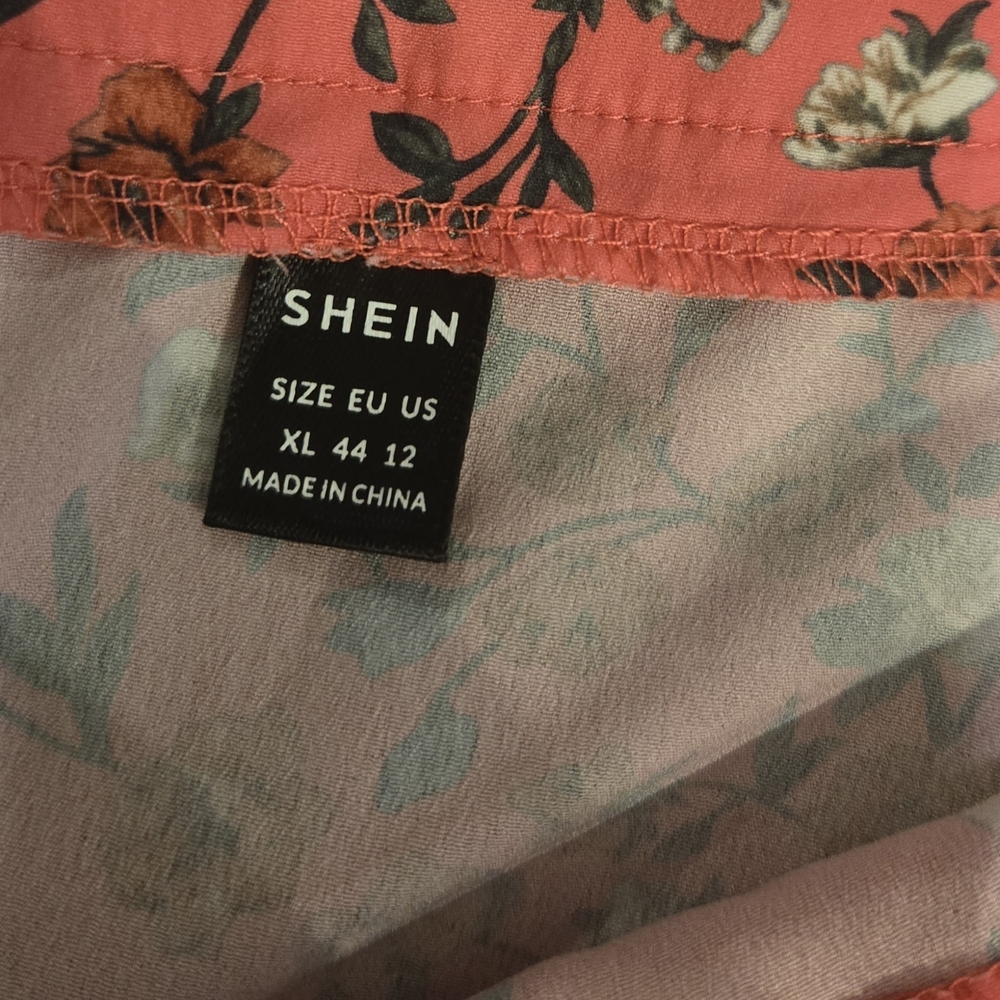 SHEIN
SIZE EU US
XL 44 12
MADE IN CHINA